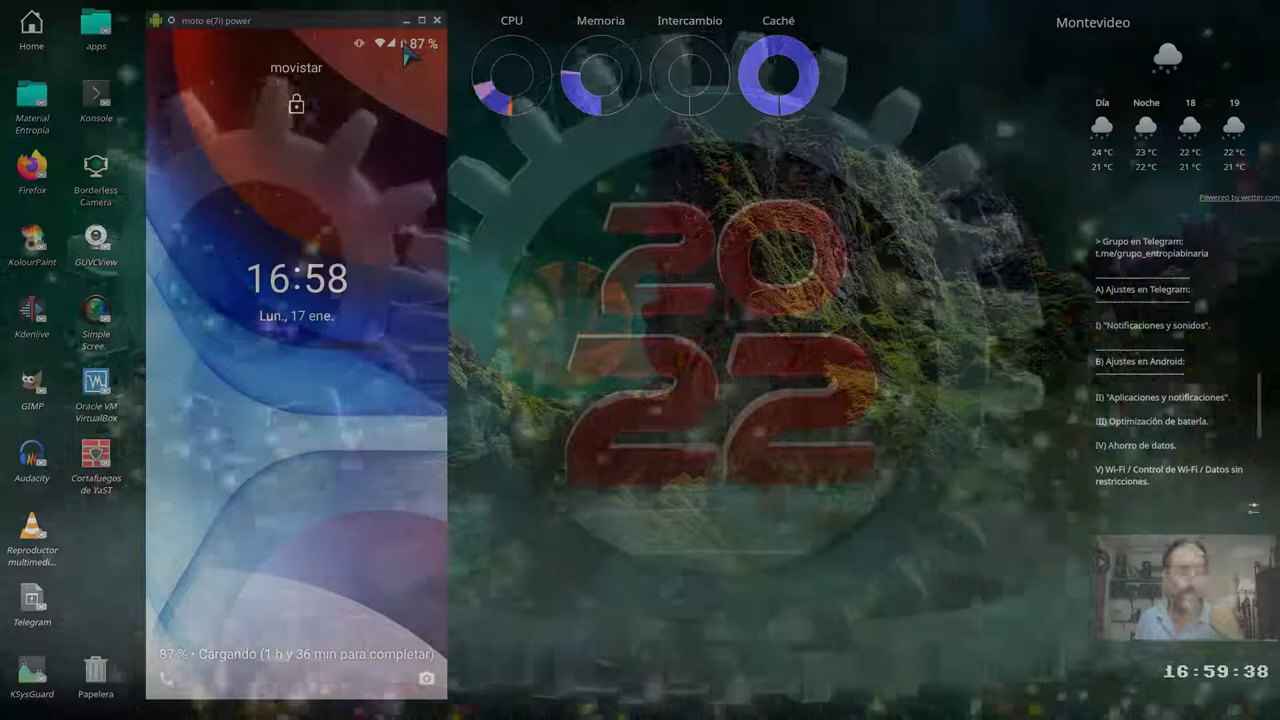 Home
apps
Material
Entropía
Konsole
Firefox
Borderless
Camera
KolourPaint
GUVCView
Kdenlive
Simple
Scree.
GIMP
Oracle VM
VirtualBox
Audacity
Cortafuegos
de YaST
Reproductor
multimedi...
Telegram
KSysGuard
Papelera
moto e(7i) power
87 %
movistar
16:58
Lun., 17 ene.
87 % • Cargando (1 h y 36 min para completar)
CPU
Memoria
Intercambio
Caché
20
22
Montevideo
Día Noche 18 19
24 °C 23 °C 22 °C 22 °C
21 °C 22 °C 21 °C 21 °C
Powered by wetter.com
> Grupo en Telegram:
t.me/grupo_entropiabinaria
A) Ajustes en Telegram:
I) "Notificaciones y sonidos".
B) Ajustes en Android:
II) "Aplicaciones y notificaciones".
III) Optimización de batería.
IV) Ahorro de datos.
V) Wi-Fi / Control de Wi-Fi / Datos sin
restricciones.
16:59:38